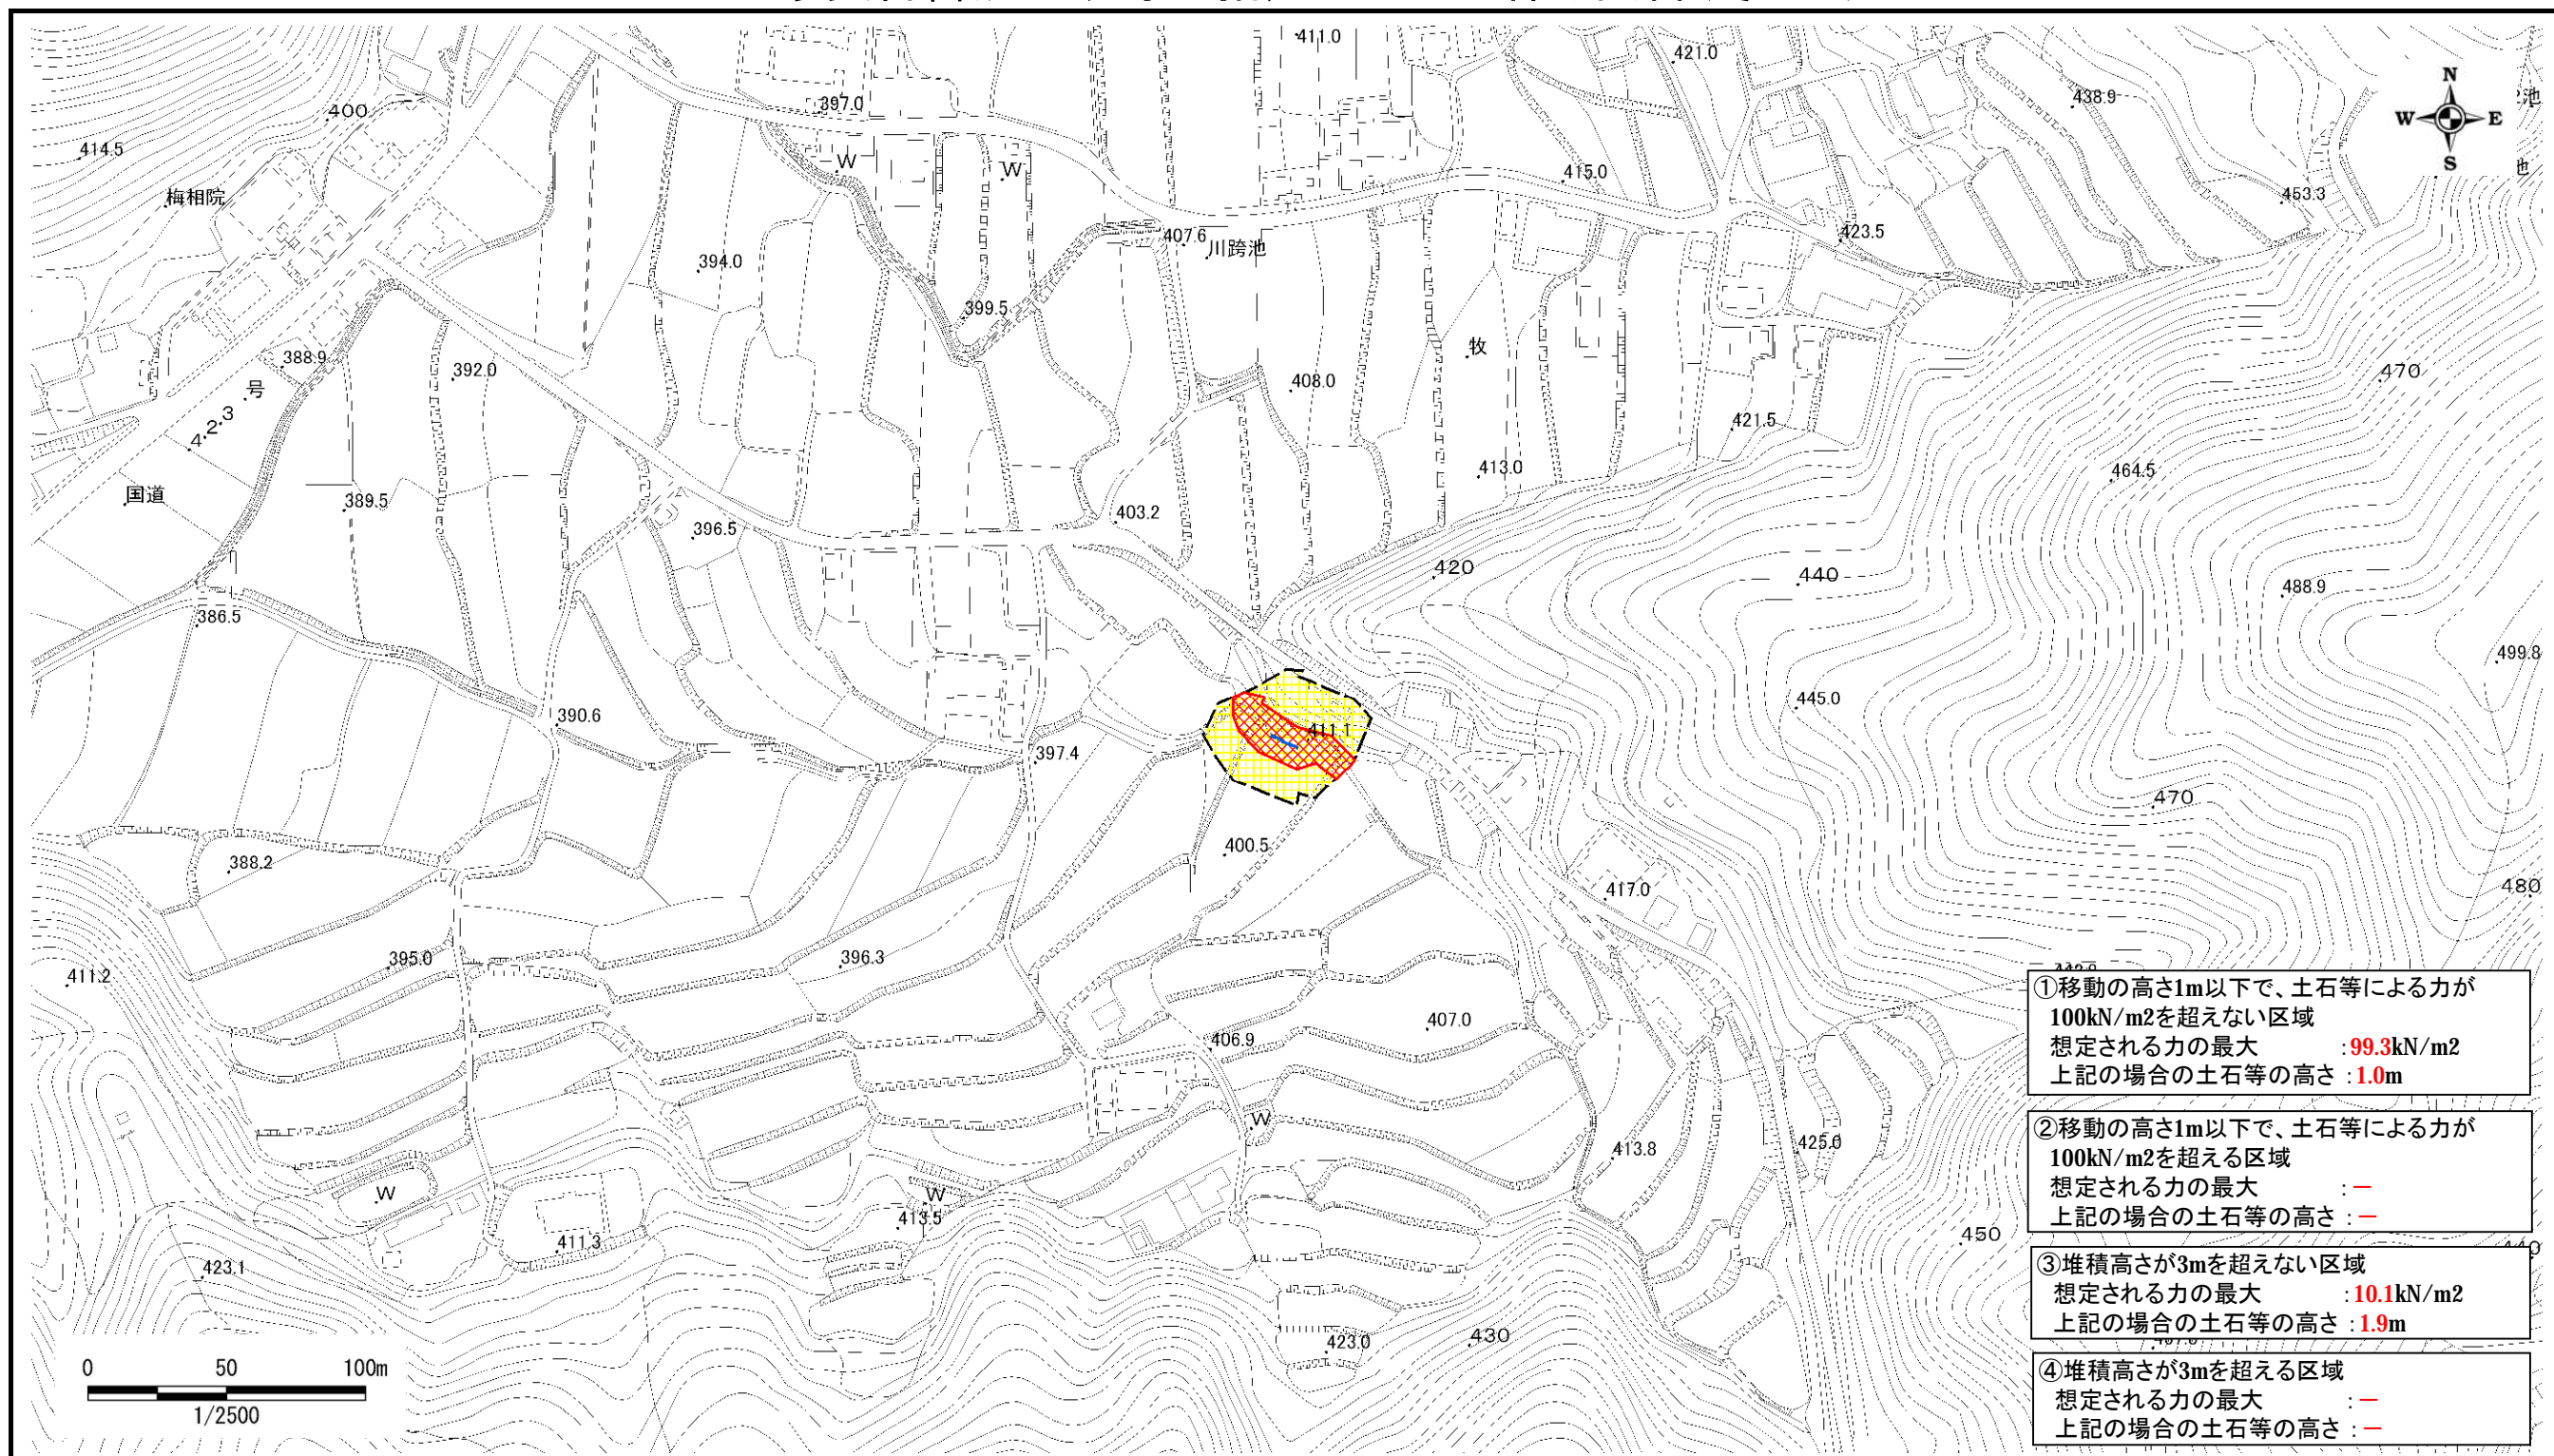 411.0
421.0
N
W E
S
438.9
池
也
397.0
400
414.5
W
W
415.0
梅相院
453.3
407.6
川跨池
423.5
394.0
399.5
388.9
392.0
号
3
2
4
牧
408.0
470
421.5
464.5
413.0
国道
389.5
403.2
396.5
420
440
488.9
386.5
499.8
445.0
390.6
411.1
397.4
470
400.5
388.2
417.0
480
395.0
396.3
411.2
407.0
406.9
W
413.8
425.0
W
W
413.5
411.3
450
423.1
430
423.0
①移動の高さ1m以下で、土石等による力が
100kN/m2を超えない区域
想定される力の最大 :99.3kN/m2
上記の場合の土石等の高さ :1.0m
②移動の高さ1m以下で、土石等による力が
100kN/m2を超える区域
想定される力の最大 :－
上記の場合の土石等の高さ :－
③堆積高さが3mを超えない区域
想定される力の最大 :10.1kN/m2
上記の場合の土石等の高さ :1.9m
④堆積高さが3mを超える区域
想定される力の最大 :－
上記の場合の土石等の高さ :－
0 50 100m
1/2500